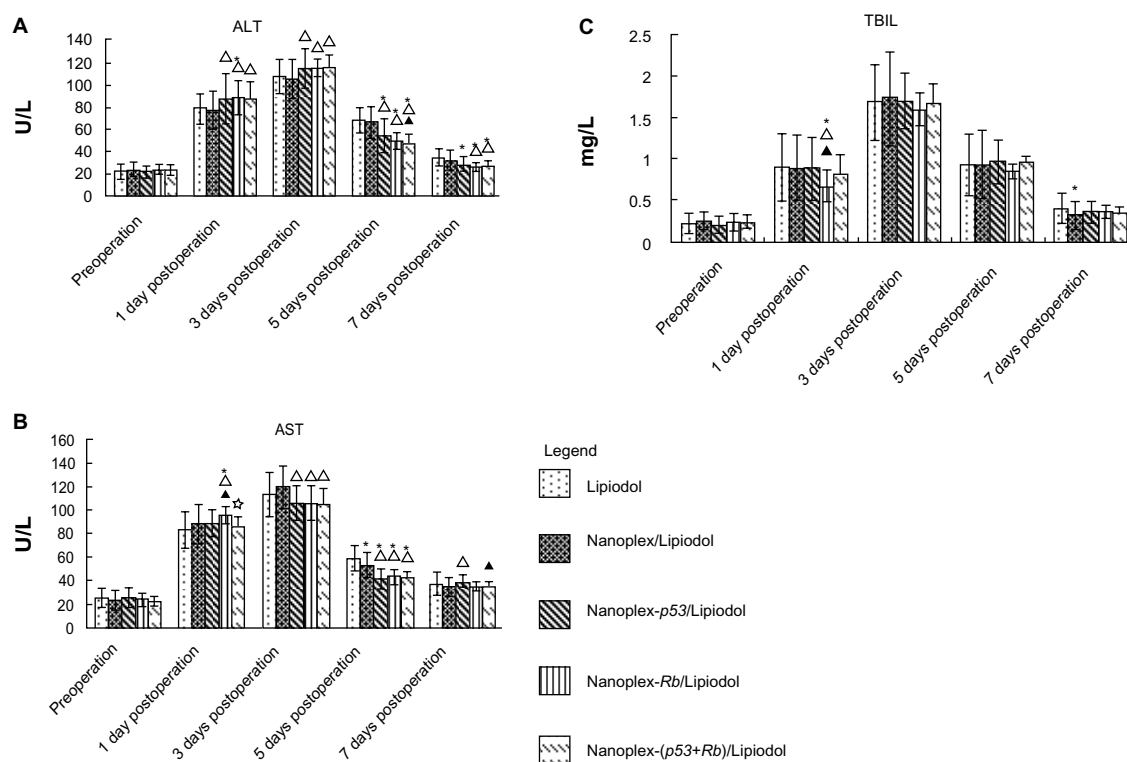 A
ALT
140
120
100
80
60
40
20
0
U/L
Preoperation
1 day postoperation
3 days postoperation
5 days postoperation
7 days postoperation
* △ △ * △ △ △ △
* △ * △ * △ ▲
* * △ * △
C
TBIL
2.5
2
1.5
1
0.5
0
mg/L
* △ ▲
*
Preoperation
1 day postoperation
3 days postoperation
5 days postoperation
7 days postoperation
B
AST
160
140
120
100
80
60
40
20
0
U/L
* △ ▲ ☆
△ △ △
* * △ * △ * △
△ ▲
Preoperation
1 day postoperation
3 days postoperation
5 days postoperation
7 days postoperation
Legend
Lipiodol
Nanoplex/Lipiodol
Nanoplex-p53/Lipiodol
Nanoplex-Rb/Lipiodol
Nanoplex-(p53+Rb)/Lipiodol